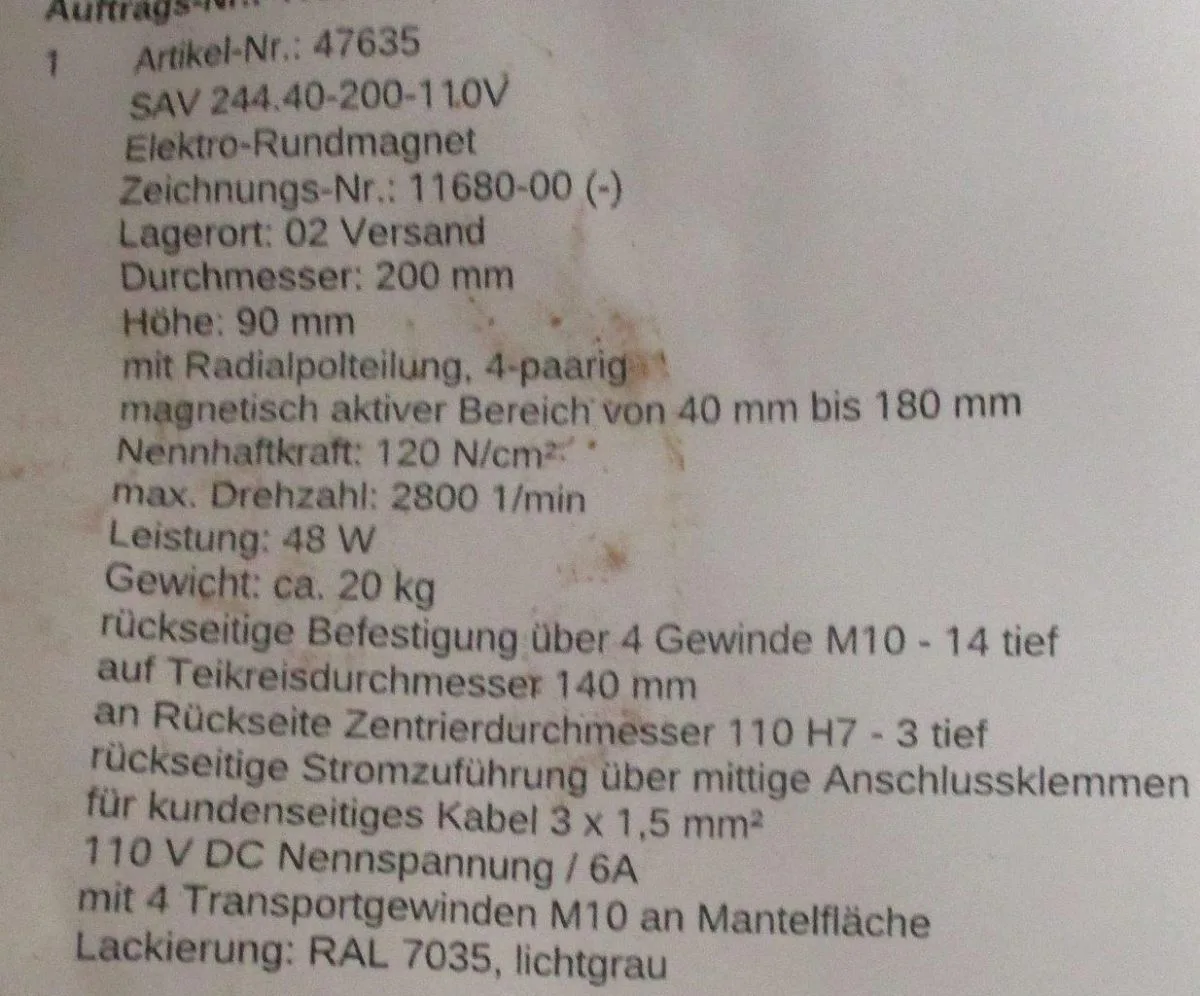 Auftrags-Nr.:
1 Artikel-Nr.: 47635
SAV 244.40-200-110V
Elektro-Rundmagnet
Zeichnungs-Nr.: 11680-00 (-)
Lagerort: 02 Versand
Durchmesser: 200 mm
Höhe: 90 mm
mit Radialpolteilung, 4-paarig
magnetisch aktiver Bereich von 40 mm bis 180 mm
Nennhaftkraft: 120 N/cm²
max. Drehzahl: 2800 1/min
Leistung: 48 W
Gewicht: ca. 20 kg
rückseitige Befestigung über 4 Gewinde M10 - 14 tief
auf Teikreisdurchmesser 140 mm
an Rückseite Zentrierdurchmesser 110 H7 - 3 tief
rückseitige Stromzuführung über mittige Anschlussklemmen
für kundenseitiges Kabel 3 x 1,5 mm²
110 V DC Nennspannung / 6A
mit 4 Transportgewinden M10 an Mantelfläche
Lackierung: RAL 7035, lichtgrau